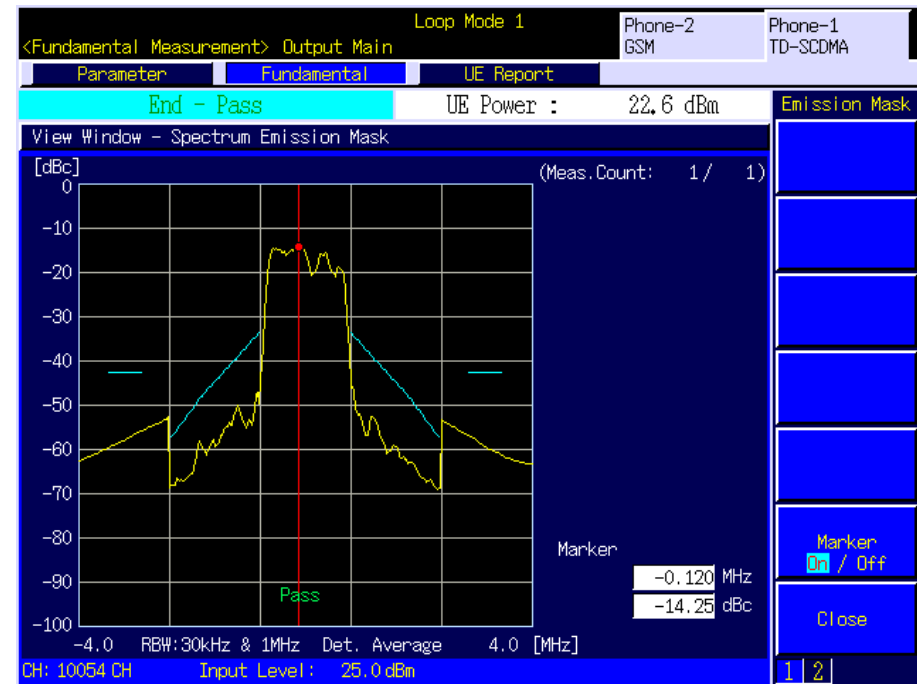 Loop Mode 1
Phone-2
GSM
Phone-1
TD-SCDMA
<Fundamental Measurement> Output Main
Parameter Fundamental UE Report
End - Pass UE Power : 22.6 dBm Emission Mask
View Window - Spectrum Emission Mask
[dBc] (Meas.Count: 1/ 1)
0
-10
-20
-30
-40
-50
-60
-70
-80
-90
-100
Pass
Marker
-0.120 MHz
-14.25 dBc
Marker
On / Off
Close
-4.0 RBW:30kHz & 1MHz Det. Average 4.0 [MHz]
CH: 10054 CH Input Level: 25.0dBm
1 2